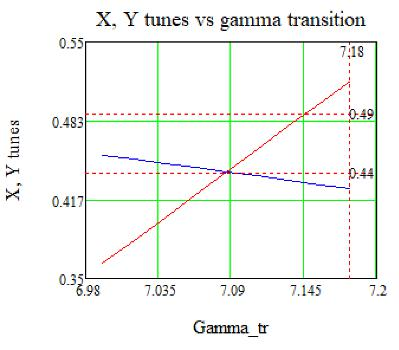 X, Y tunes vs gamma transition
0.55
7.18
0.49
0.483
0.44
0.417
0.35
6.98 7.035 7.09 7.145 7.2
X, Y tunes
Gamma_tr